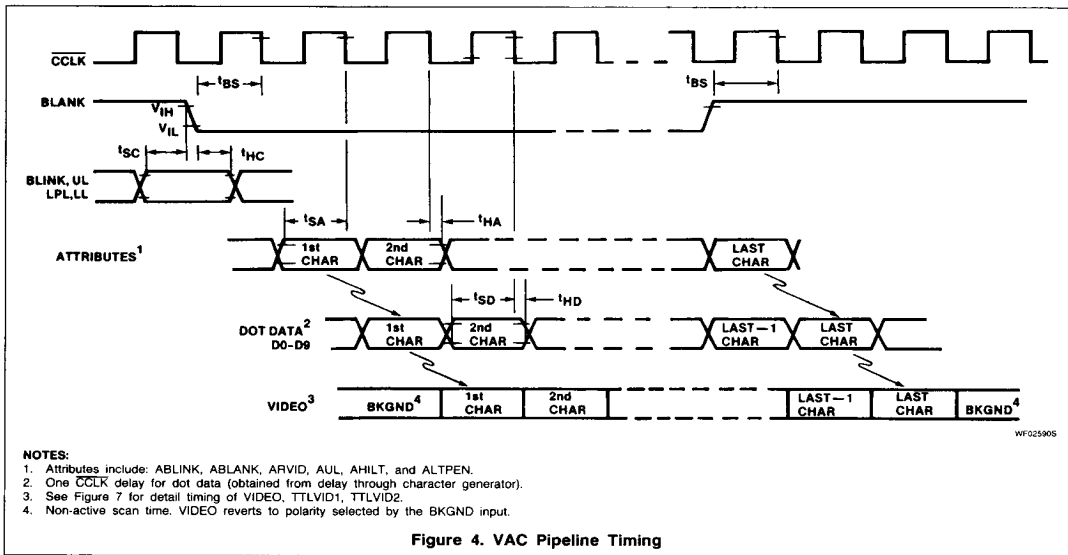 CCLK
tBS
tBS
BLANK
VIH
VIL
tSC
tHC
BLINK, UL
LPL, LL
tSA
tHA
ATTRIBUTES1
1st
CHAR
2nd
CHAR
LAST
CHAR
tSD
tHD
DOT DATA2
D0-D9
1st
CHAR
2nd
CHAR
LAST-1
CHAR
LAST
CHAR
VIDEO3
BKGND4
1st
CHAR
2nd
CHAR
LAST-1
CHAR
LAST
CHAR
BKGND4
WF02590S
NOTES:
1. Attributes include: ABLINK, ABLANK, ARVID, AUL, AHILT, and ALTPEN.
2. One CCLK delay for dot data (obtained from delay through character generator).
3. See Figure 7 for detail timing of VIDEO, TTLVID1, TTLVID2.
4. Non-active scan time. VIDEO reverts to polarity selected by the BKGND input.
Figure 4. VAC Pipeline Timing